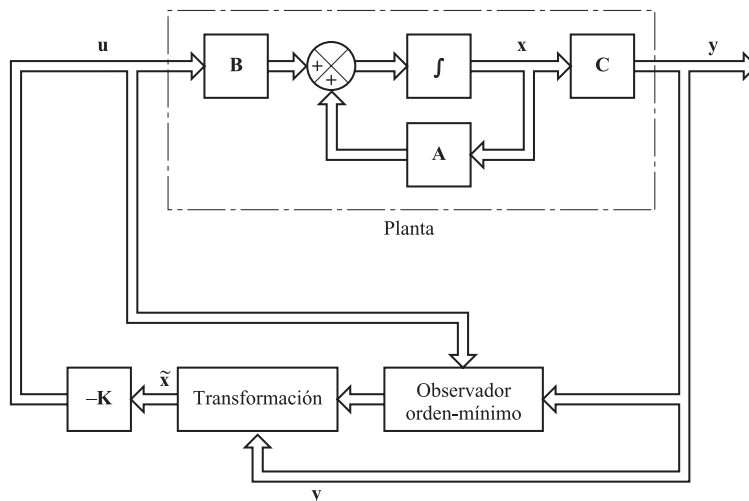 u
B
+
+
∫
x
C
y
A
Planta
–K
x̃
Transformación
Observador
orden-mínimo
y